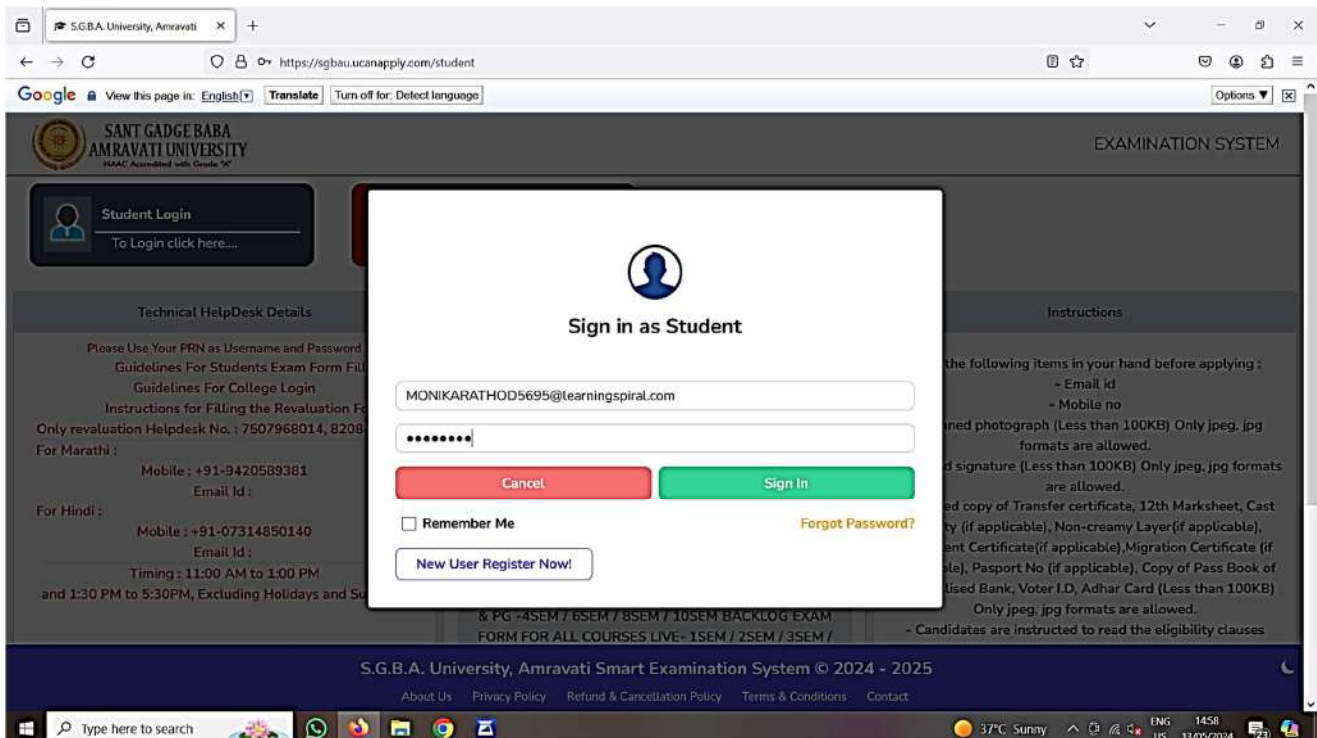 S.G.B.A. University, Amravati
https://sgbau.ucanapply.com/student
Google View this page in: English Translate Turn off for: Detect language Options
SANT GADGE BABA
AMRAVATI UNIVERSITY
NAAC Accredited with Grade "A"
EXAMINATION SYSTEM
Student Login
To Login click here....
Sign in as Student
MONIKARATHOD5695@learningspiral.com
Cancel
Sign In
Remember Me
Forgot Password?
New User Register Now!
Technical HelpDesk Details
Please Use Your PRN as Username and Password
Guidelines For Students Exam Form
Guidelines For College Login
Instructions for Filling the Revaluation
Only revaluation Helpdesk No. : 7507968014, 8208
For Marathi :
Mobile : +91-9420589381
Email Id :
For Hindi :
Mobile : +91-07314850140
Email Id :
Timing : 11:00 AM to 1:00 PM
and 1:30 PM to 5:30PM, Excluding Holidays and
& PG -4SEM / 6SEM / 8SEM / 10SEM BACKLOG EXAM
FORM FOR ALL COURSES LIVE- 1SEM / 2SEM / 3SEM /
Instructions
the following items in your hand before applying :
- Email id
- Mobile no
photograph (Less than 100KB) Only jpeg, jpg
formats are allowed.
signature (Less than 100KB) Only jpeg, jpg formats
are allowed.
copy of Transfer certificate, 12th Marksheet, Cast
(if applicable), Non-creamy Layer(if applicable),
Certificate(if applicable),Migration Certificate (if
Pasport No (if applicable), Copy of Pass Book of
Bank, Voter I.D, Adhar Card (Less than 100KB)
Only jpeg, jpg formats are allowed.
- Candidates are instructed to read the eligibility clauses
S.G.B.A. University, Amravati Smart Examination System © 2024 - 2025
About Us Privacy Policy Refund & Cancellation Policy Terms & Conditions Contact
Type here to search
37°C Sunny
ENG
US
14:58
13/05/2024
23